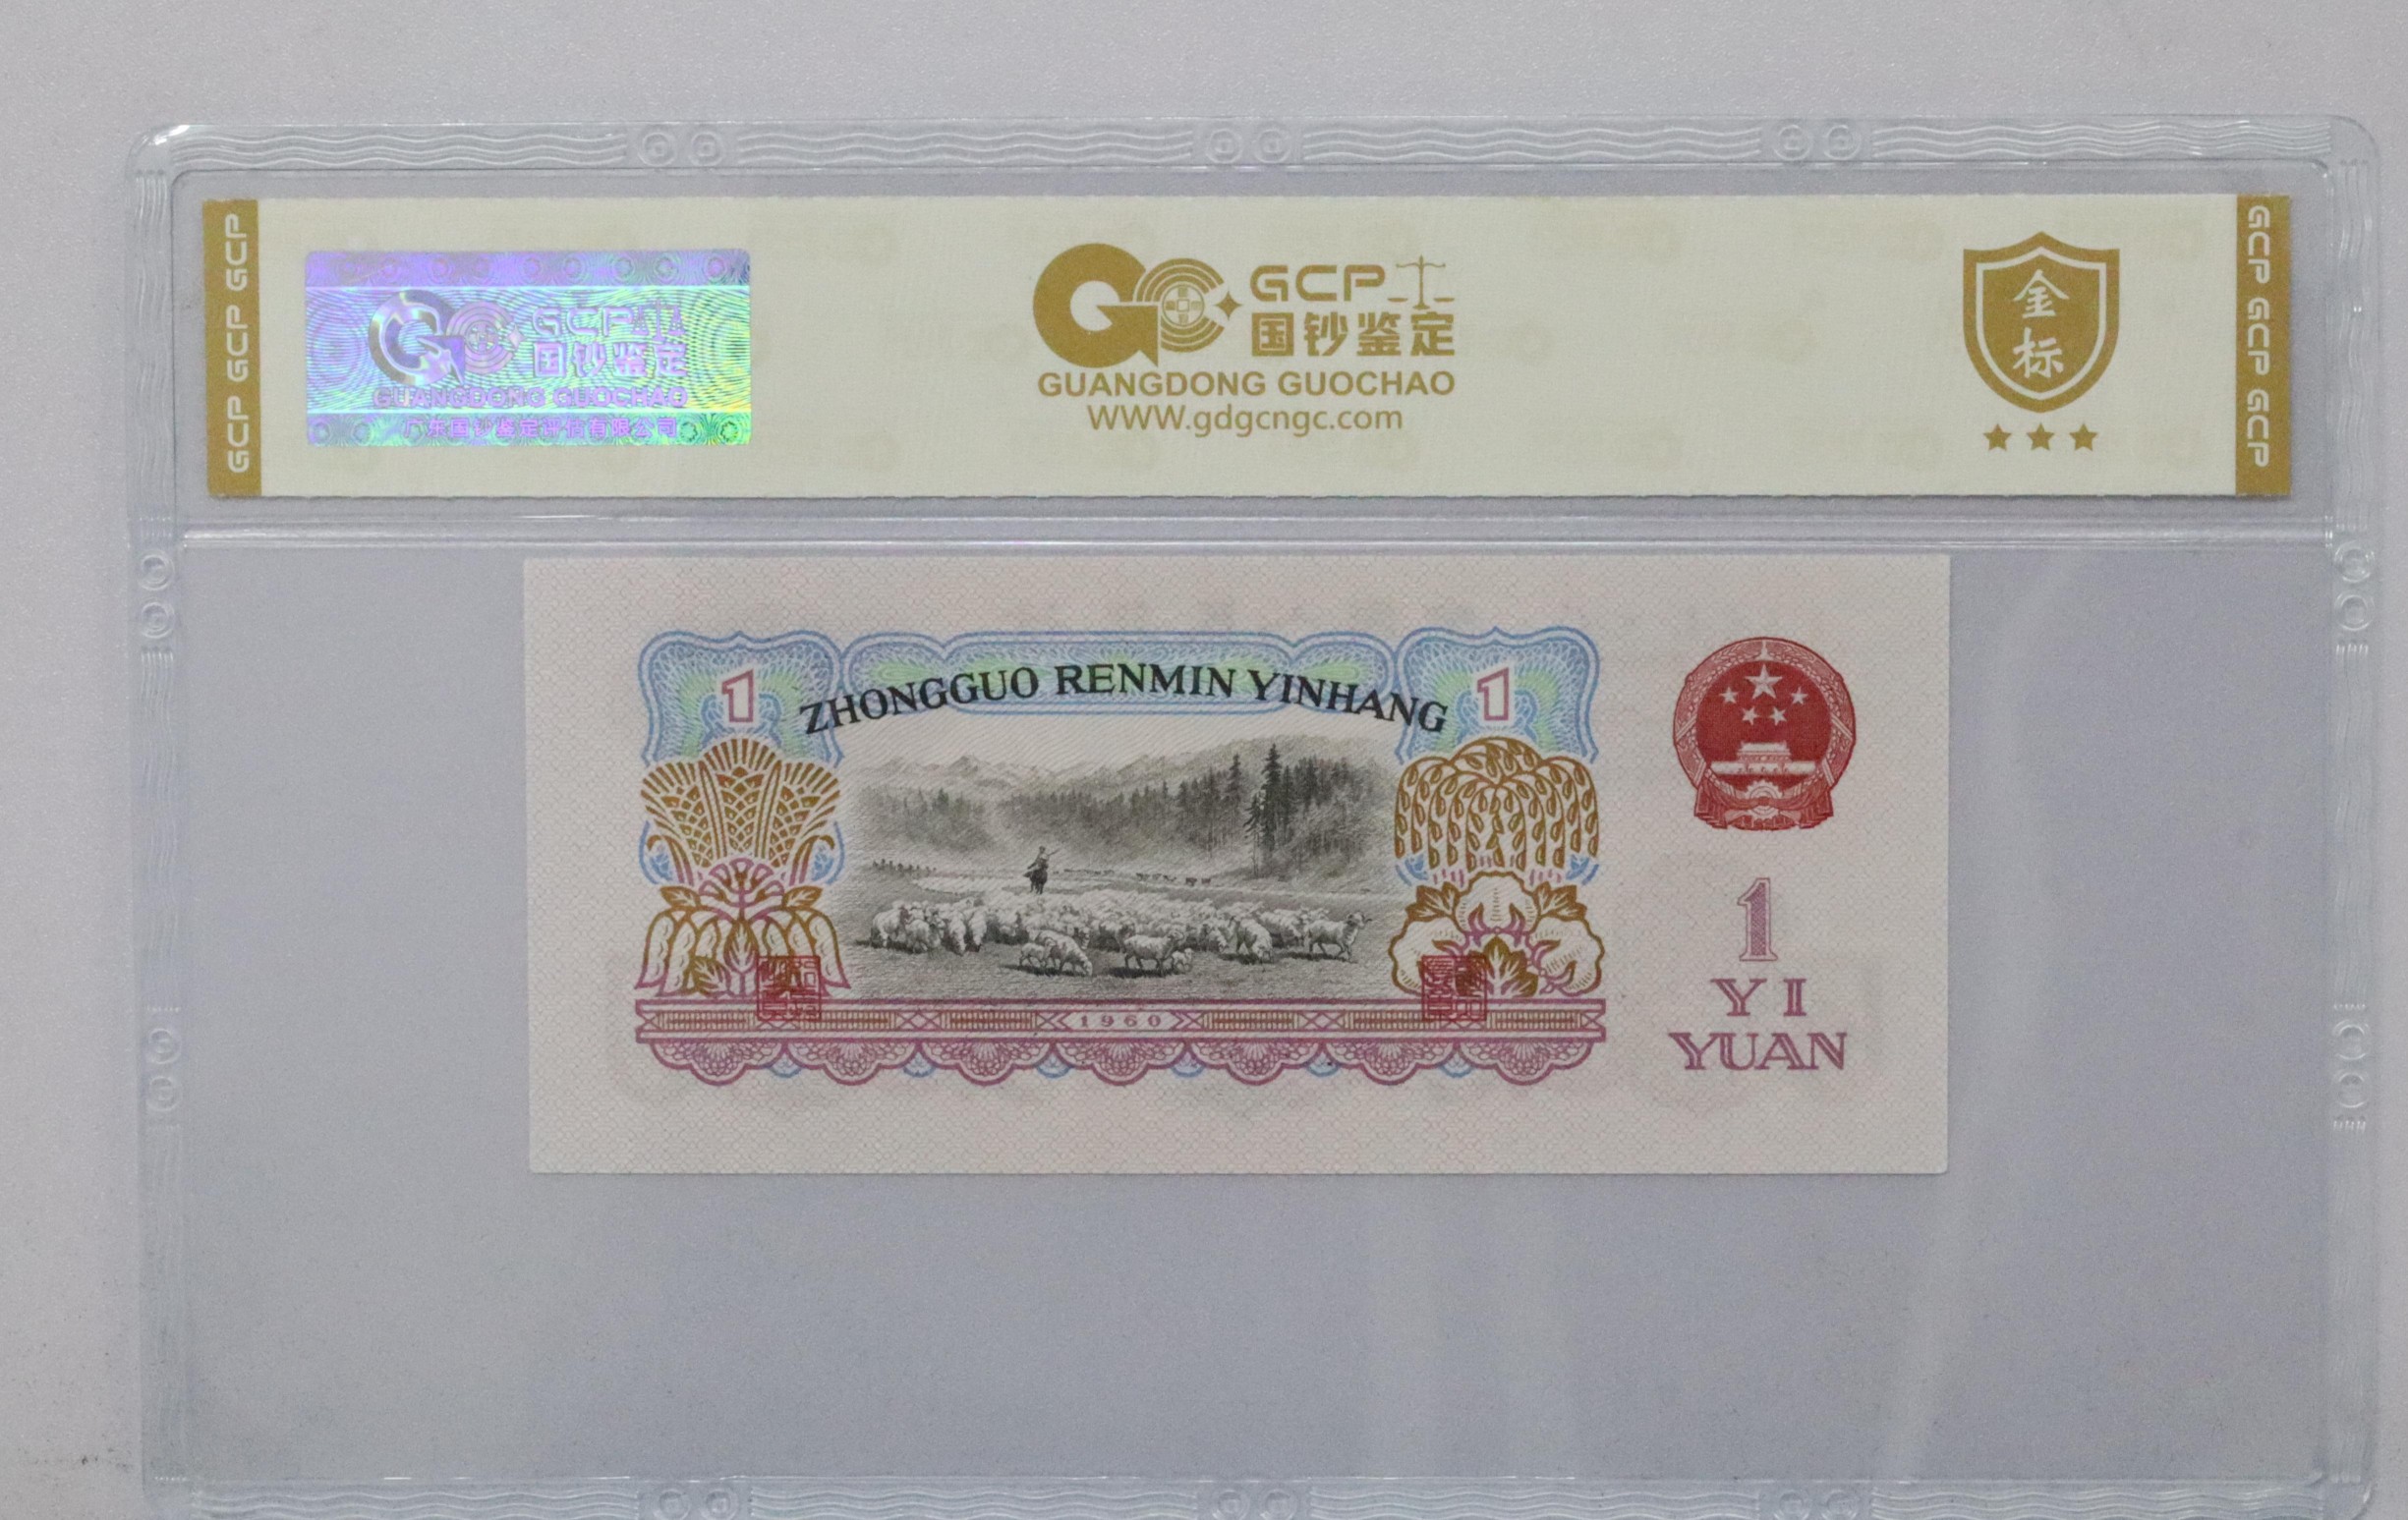 GCP GCP GCP
GCP
国钞鉴定
GUANGDONG GUOCHAO
广东国钞鉴定评估有限公司
GCP
国钞鉴定
GUANGDONG GUOCHAO
WWW.gdgcngc.com
金
标
GCP GCP GCP
1
ZHONGGUO RENMIN YINHANG
1
1960
1
YI
YUAN